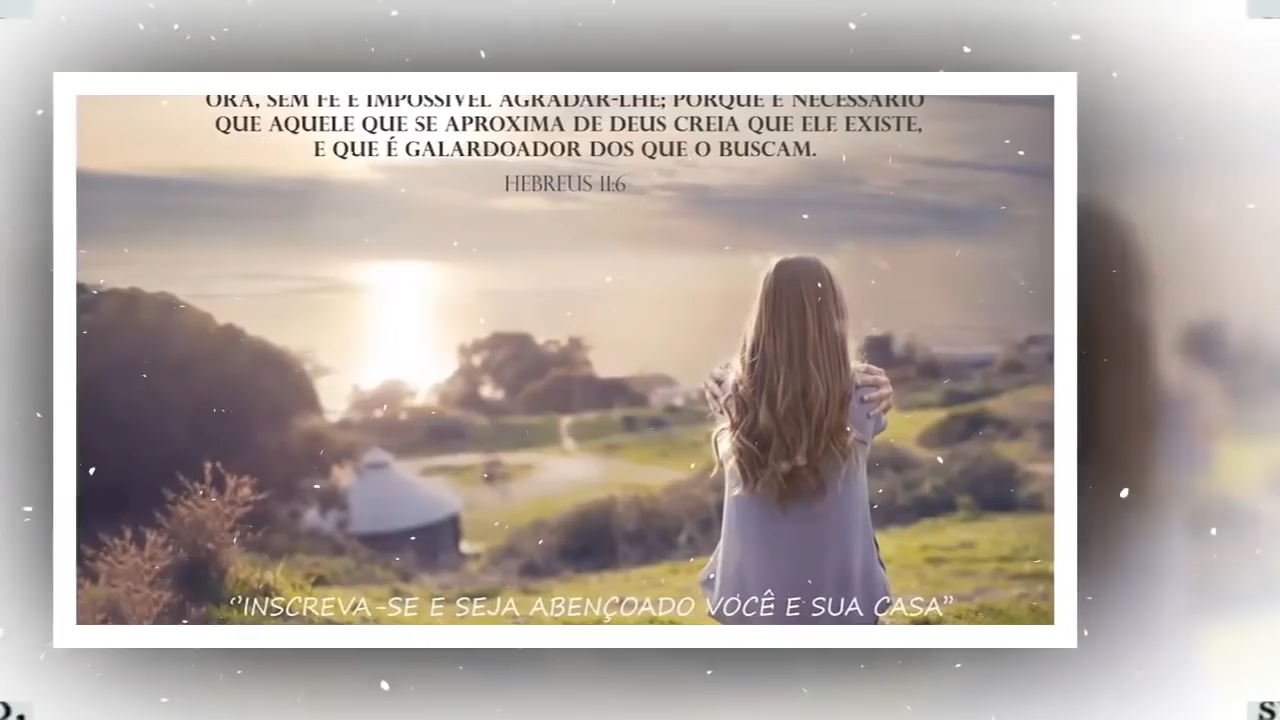 ORA, SEM FÉ É IMPOSSÍVEL AGRADAR-LHE; PORQUE É NECESSÁRIO
QUE AQUELE QUE SE APROXIMA DE DEUS CREIA QUE ELE EXISTE,
E QUE É GALARDOADOR DOS QUE O BUSCAM.
HEBREUS 11:6
"INSCREVA-SE E SEJA ABENÇOADO VOCÊ E SUA CASA"